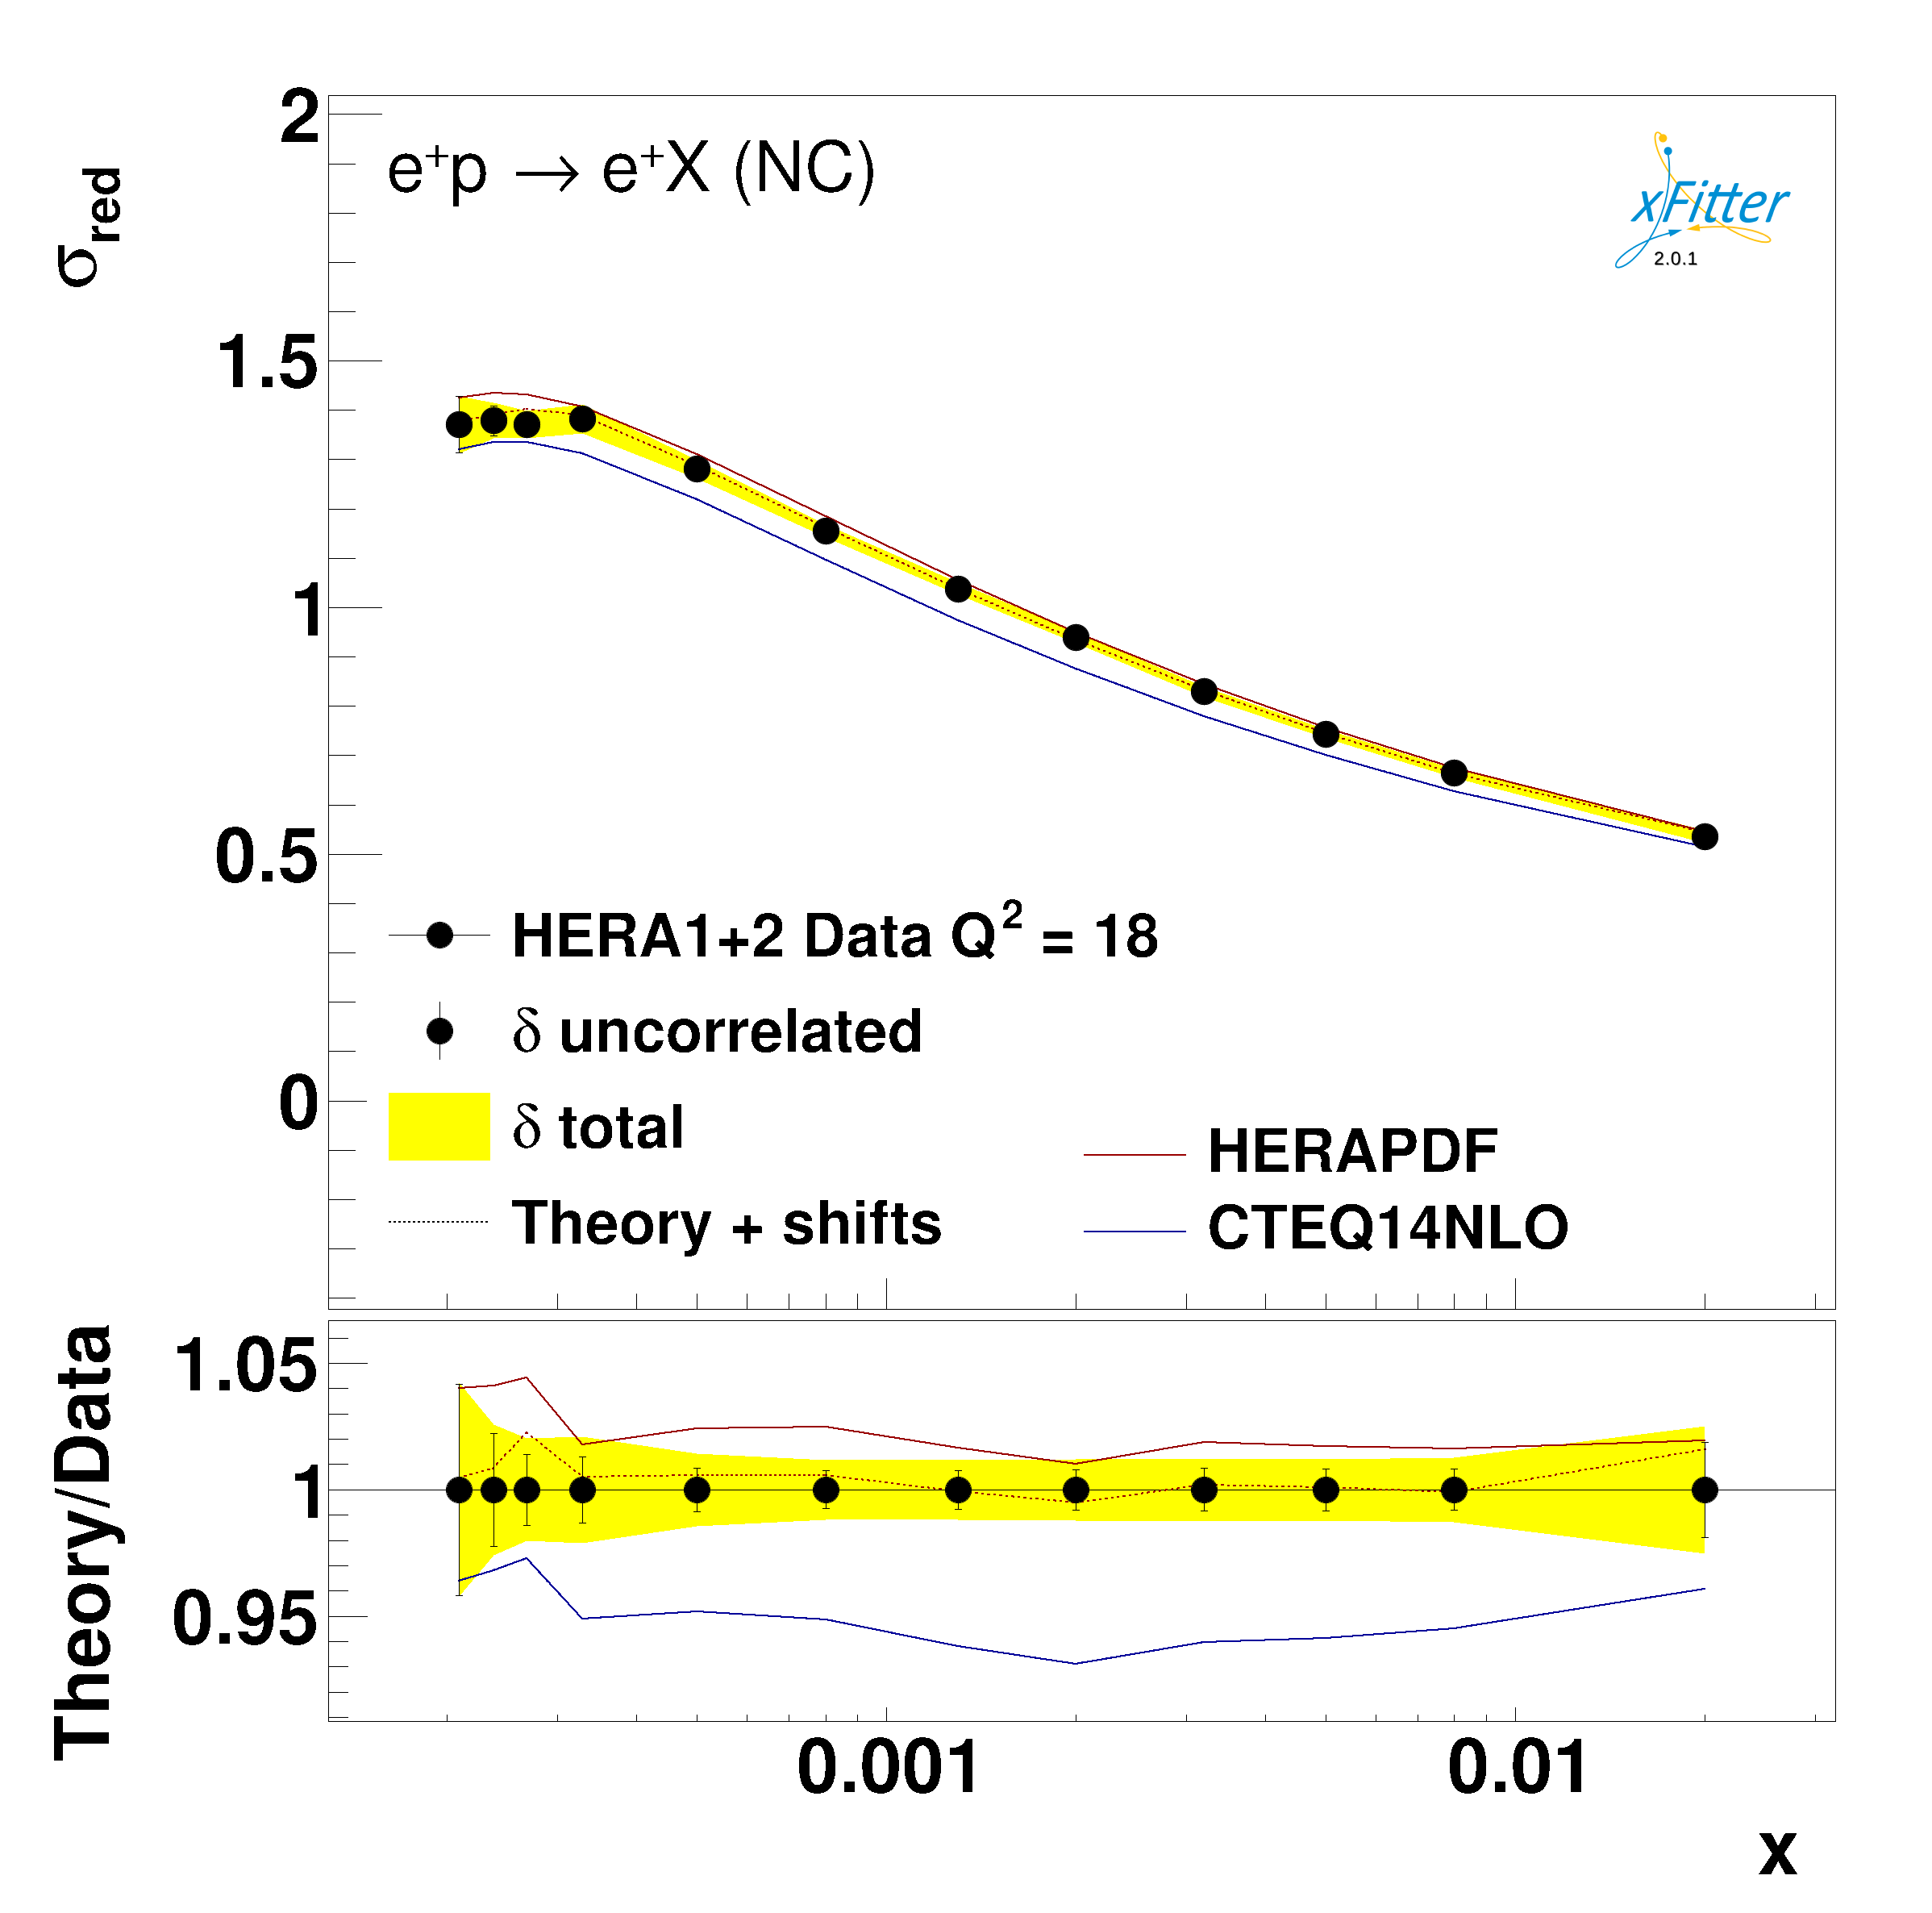 2
σred
e+p → e+X (NC)
xFitter
2.0.1
1.5
1
0.5
HERA1+2 Data Q2 = 18
δ uncorrelated
0
δ total
HERAPDF
Theory + shifts
CTEQ14NLO
Theory/Data
1.05
1
0.95
0.001
0.01
x